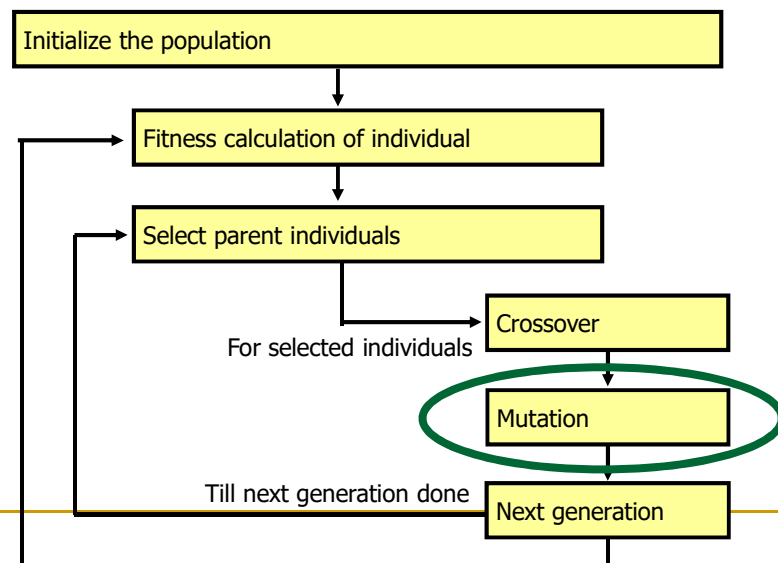 Initialize the population
Fitness calculation of individual
Select parent individuals
Crossover
For selected individuals
Mutation
Till next generation done
Next generation